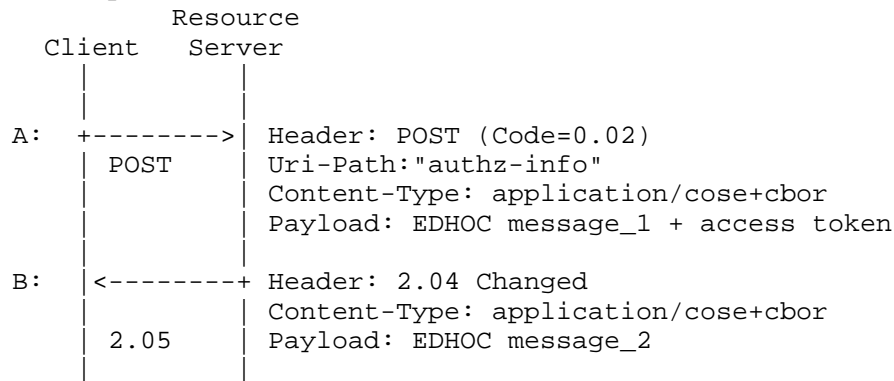 Resource
Client Server
A: +-------->| Header: POST (Code=0.02)
| POST | Uri-Path:"authz-info"
| | Content-Type: application/cose+cbor
| | Payload: EDHOC message_1 + access token
B: |<--------+ Header: 2.04 Changed
| | Content-Type: application/cose+cbor
| 2.05 | Payload: EDHOC message_2